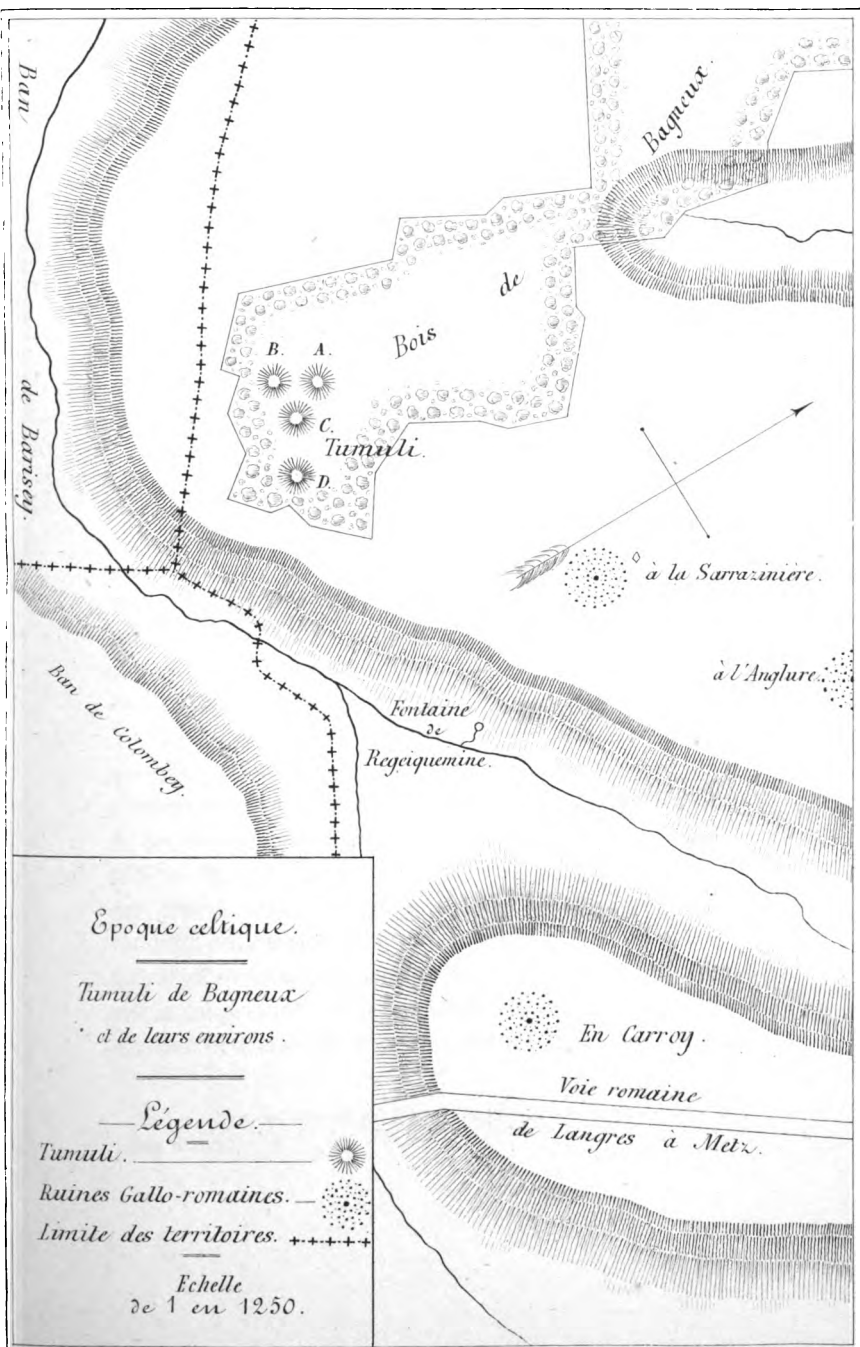 Ban
de Barisey.
Bagneux.
de
Bois
B. A.
C.
Tumuli.
D.
à la Sarrazinière.
à l'Anglure.
Ban de Colombey.
Fontaine
de
Regeiquemine.
En Carroy.
Voie romaine
de Langres à Metz.
Epoque celtique.
Tumuli de Bagneux
et de leurs environs.
Légende.
Tumuli.
Ruines Gallo-romaines.
Limite des territoires.
Echelle
de 1 en 1250.